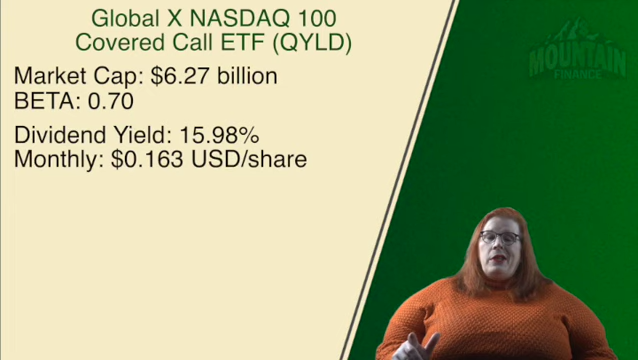 Global X NASDAQ 100
Covered Call ETF (QYLD)
Market Cap: $6.27 billion
BETA: 0.70
Dividend Yield: 15.98%
Monthly: $0.163 USD/share
MOUNTAIN
FINANCE